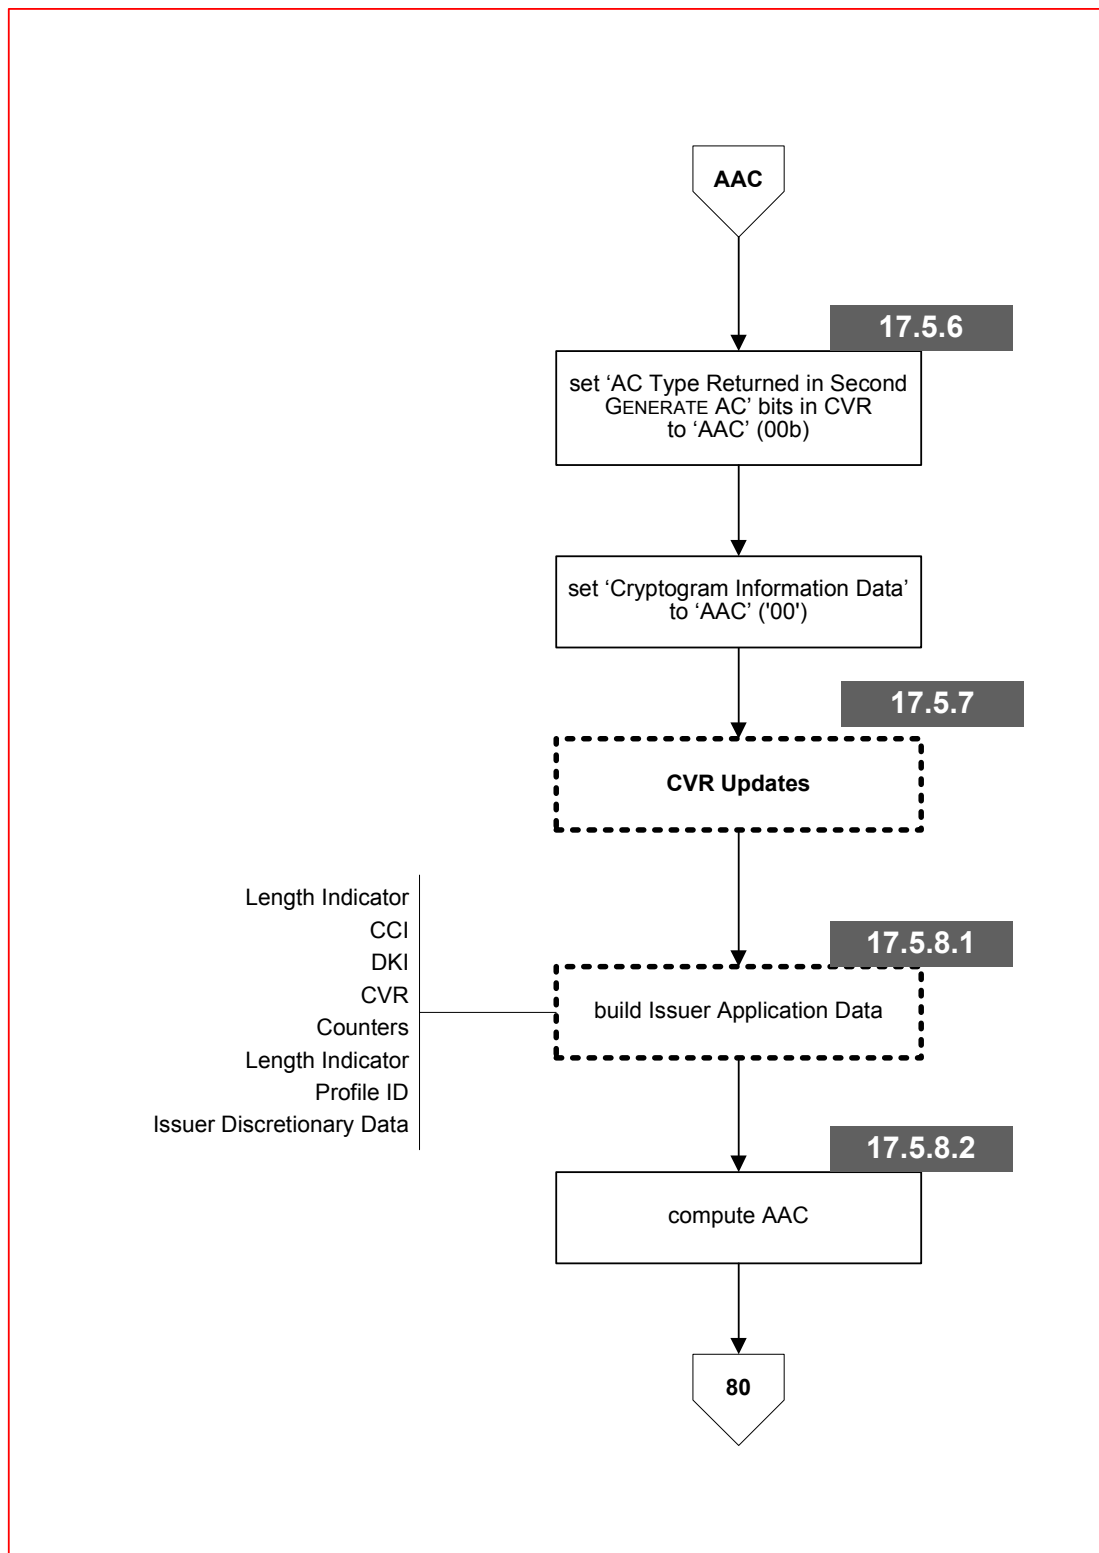 AAC
17.5.6
set ‘AC Type Returned in Second
GENERATE AC’ bits in CVR
to ‘AAC’ (00b)
set ‘Cryptogram Information Data’
to ‘AAC’ ('00')
17.5.7
CVR Updates
Length Indicator
CCI
DKI
CVR
Counters
Length Indicator
Profile ID
Issuer Discretionary Data
17.5.8.1
build Issuer Application Data
17.5.8.2
compute AAC
80